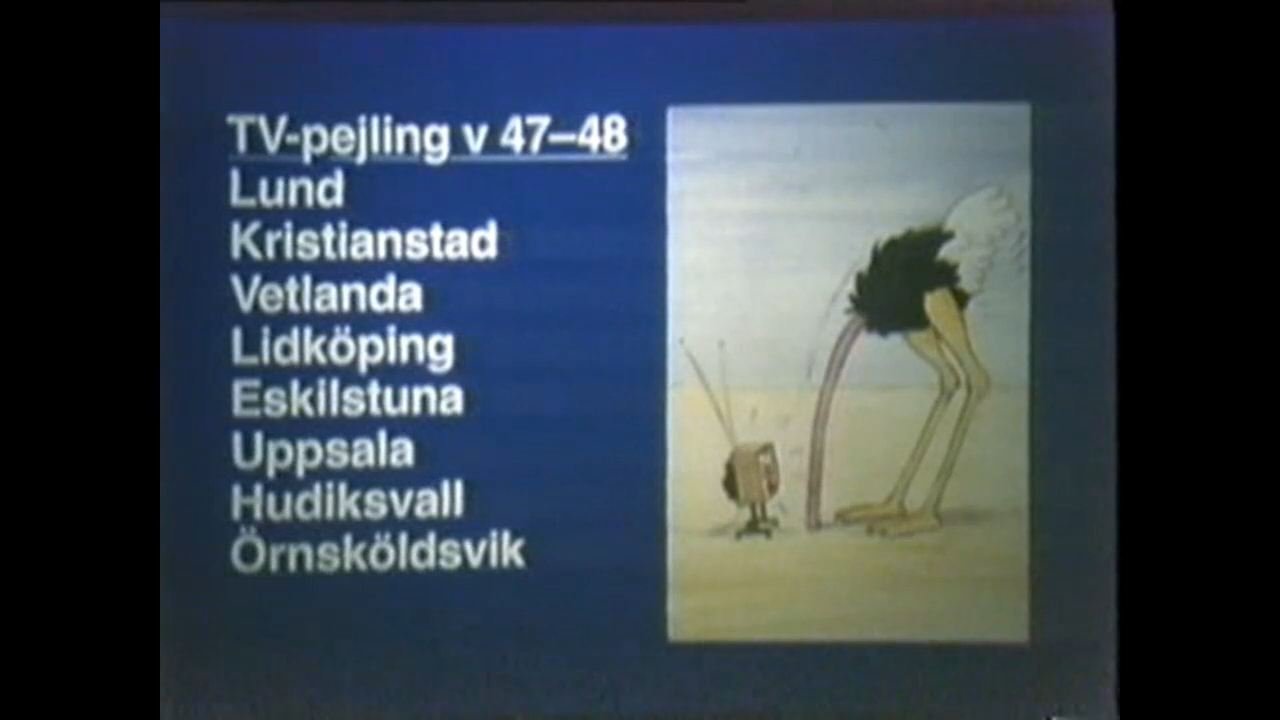 TV-pejling v 47–48
Lund
Kristianstad
Vetlanda
Lidköping
Eskilstuna
Uppsala
Hudiksvall
Örnsköldsvik